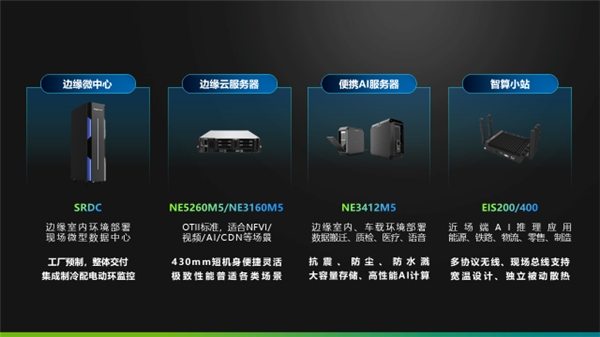 边缘微中心
SRDC
边缘室内环境部署
现场微型数据中心
工厂预制，整体交付
集成制冷配电动环监控
边缘云服务器
NE5260M5/NE3160M5
OTII标准，适合NFVI/
视频/AI/CDN等场景
430mm短机身便捷灵活
极致性能普适各类场景
便携AI服务器
NE3412M5
边缘室内、车载环境部署
数据搬迁、质检、医疗、语音
抗震、防尘、防水溅
大容量存储、高性能AI计算
智算小站
EIS200/400
近场端AI推理应用
能源、铁路、物流、零售、制造
多协议无线、现场总线支持
宽温设计、独立被动散热